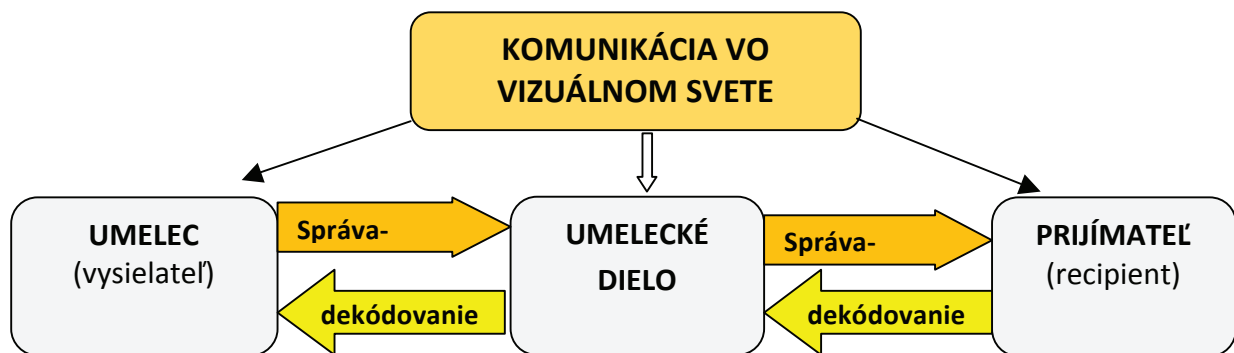 KOMUNIKÁCIA VO
VIZUÁLNOM SVETE
UMELEC
(vysielateľ)
Správa-
dekódovanie
UMELECKÉ
DIELO
Správa-
dekódovanie
PRIJÍMATEĽ
(recipient)